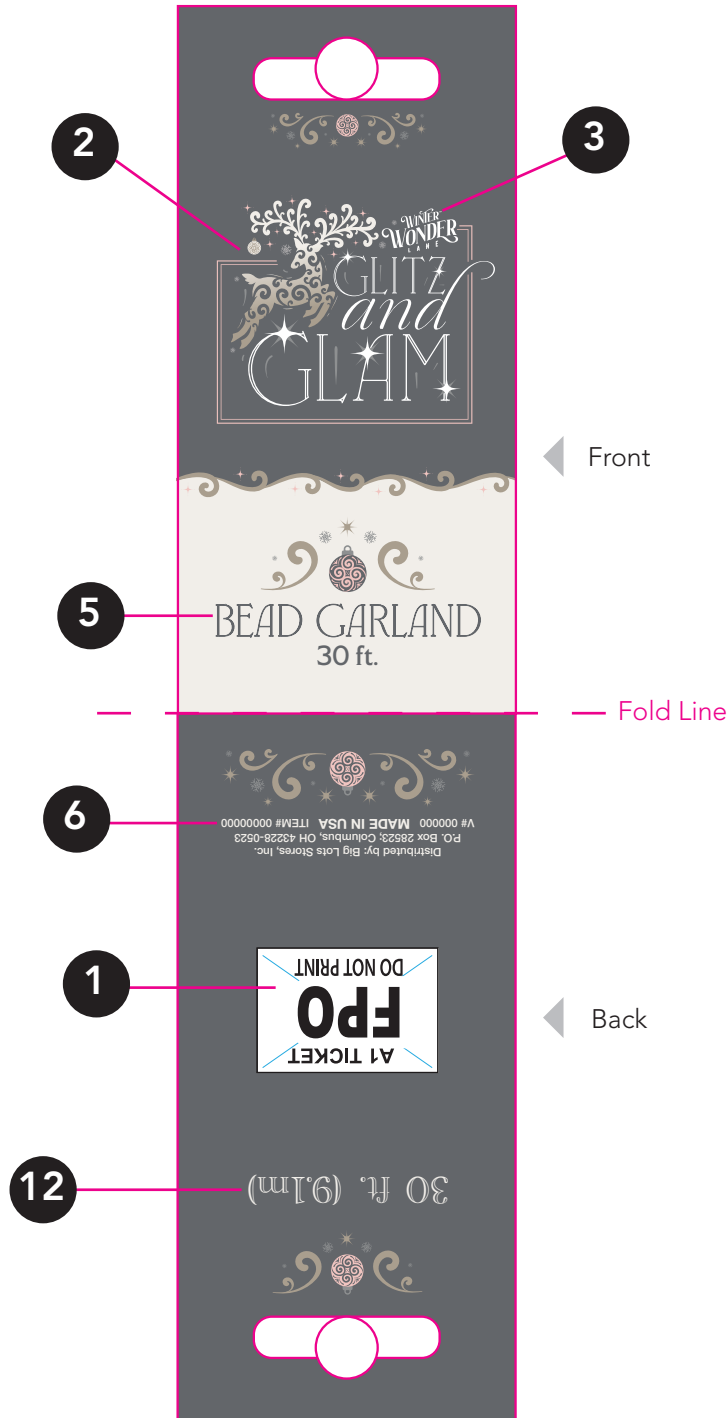 2
3
WINTER
WONDER
LANE
GLITZ
and
GLAM
Front
5
BEAD GARLAND
30 ft.
Fold Line
6
V# 000000 MADE IN USA ITEM# 00000000
Distributed by: Big Lots Stores, Inc.
P.O. Box 28523; Columbus, OH 43228-0523
1
A1 TICKET
FPO
DO NOT PRINT
Back
12
30 ft. (9.1m)